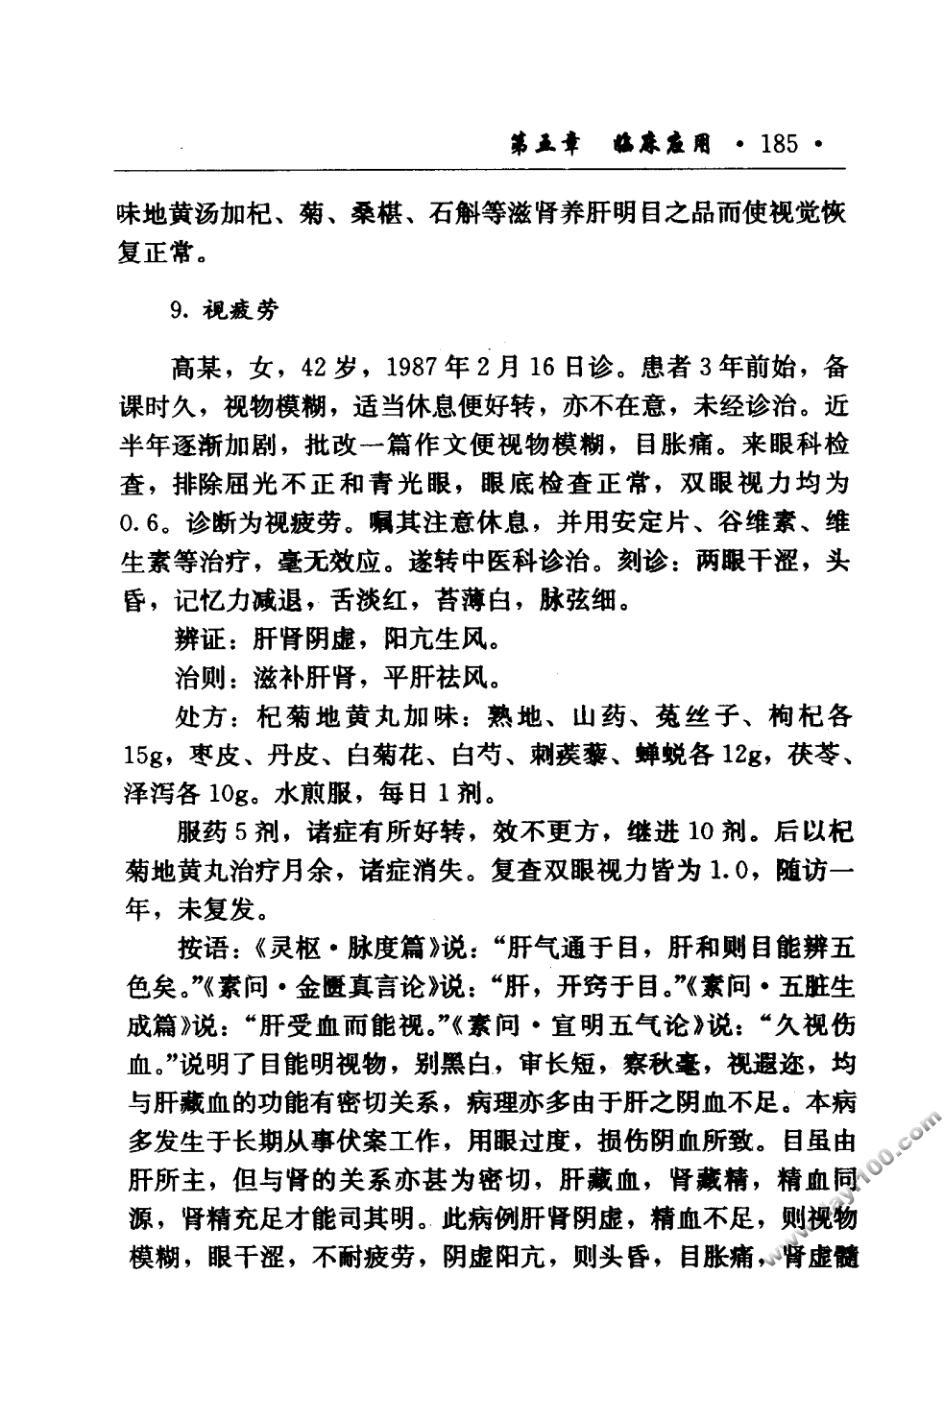 第五章 临床应用 · 185 ·
味地黄汤加杞、菊、桑椹、石斛等滋肾养肝明目之品而使视觉恢
复正常。
9. 视疲劳
高某，女，42岁，1987年2月16日诊。患者3年前始，备
课时久，视物模糊，适当休息便好转，亦不在意，未经诊治。近
半年逐渐加剧，批改一篇作文便视物模糊，目胀痛。来眼科检
查，排除屈光不正和青光眼，眼底检查正常，双眼视力均为
0.6。诊断为视疲劳。嘱其注意休息，并用安定片、谷维素、维
生素等治疗，毫无效应。遂转中医科诊治。刻诊：两眼干涩，头
昏，记忆力减退，舌淡红，苔薄白，脉弦细。
辨证：肝肾阴虚，阳亢生风。
治则：滋补肝肾，平肝祛风。
处方：杞菊地黄丸加味：熟地、山药、菟丝子、枸杞各
15g，枣皮、丹皮、白菊花、白芍、刺蒺藜、蝉蜕各12g，茯苓、
泽泻各10g。水煎服，每日1剂。
服药5剂，诸症有所好转，效不更方，继进10剂。后以杞
菊地黄丸治疗月余，诸症消失。复查双眼视力皆为1.0，随访一
年，未复发。
按语：《灵枢·脉度篇》说：“肝气通于目，肝和则目能辨五
色矣。”《素问·金匮真言论》说：“肝，开窍于目。”《素问·五脏生
成篇》说：“肝受血而能视。”《素问·宣明五气论》说：“久视伤
血。”说明了目能明视物，别黑白，审长短，察秋毫，视遐迩，均
与肝藏血的功能有密切关系，病理亦多由于肝之阴血不足。本病
多发生于长期从事伏案工作，用眼过度，损伤阴血所致。目虽由
肝所主，但与肾的关系亦甚为密切，肝藏血，肾藏精，精血同
源，肾精充足才能司其明。此病例肝肾阴虚，精血不足，则视物
模糊，眼干涩，不耐疲劳，阴虚阳亢，则头昏，目胀痛，肾虚髓